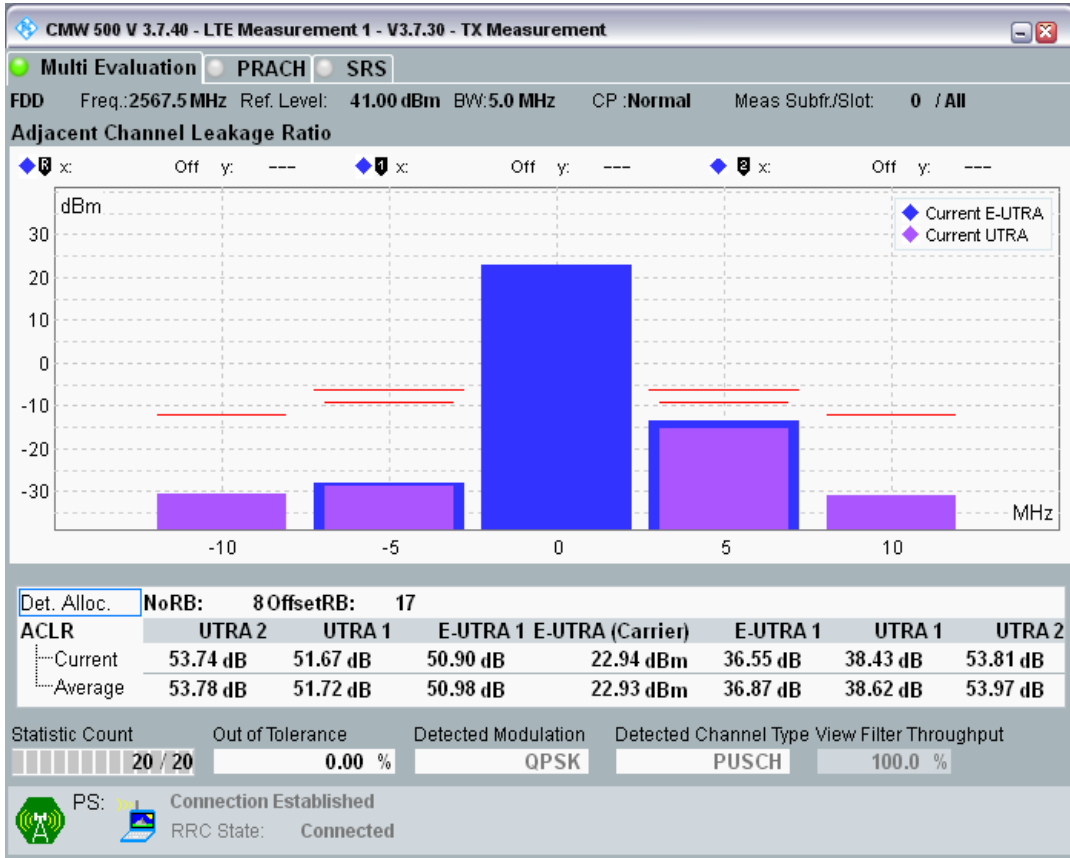 CMW 500 V 3.7.40 - LTE Measurement 1 - V3.7.30 - TX Measurement
Multi Evaluation PRACH SRS
FDD Freq.:2567.5 MHz Ref. Level: 41.00 dBm BW:5.0 MHz CP :Normal Meas Subfr./Slot: 0 / All
Adjacent Channel Leakage Ratio
R x: Off y: --- 1 x: Off y: --- 2 x: Off y: ---
dBm
Current E-UTRA
Current UTRA
30
20
10
0
-10
-20
-30
MHz
-10 -5 0 5 10
Det. Alloc. NoRB: 8 OffsetRB: 17
ACLR UTRA 2 UTRA 1 E-UTRA 1 E-UTRA (Carrier) E-UTRA 1 UTRA 1 UTRA 2
Current 53.74 dB 51.67 dB 50.90 dB 22.94 dBm 36.55 dB 38.43 dB 53.81 dB
Average 53.78 dB 51.72 dB 50.98 dB 22.93 dBm 36.87 dB 38.62 dB 53.97 dB
Statistic Count Out of Tolerance Detected Modulation Detected Channel Type View Filter Throughput
20 / 20 0.00 % QPSK PUSCH 100.0 %
PS: Connection Established
RRC State: Connected